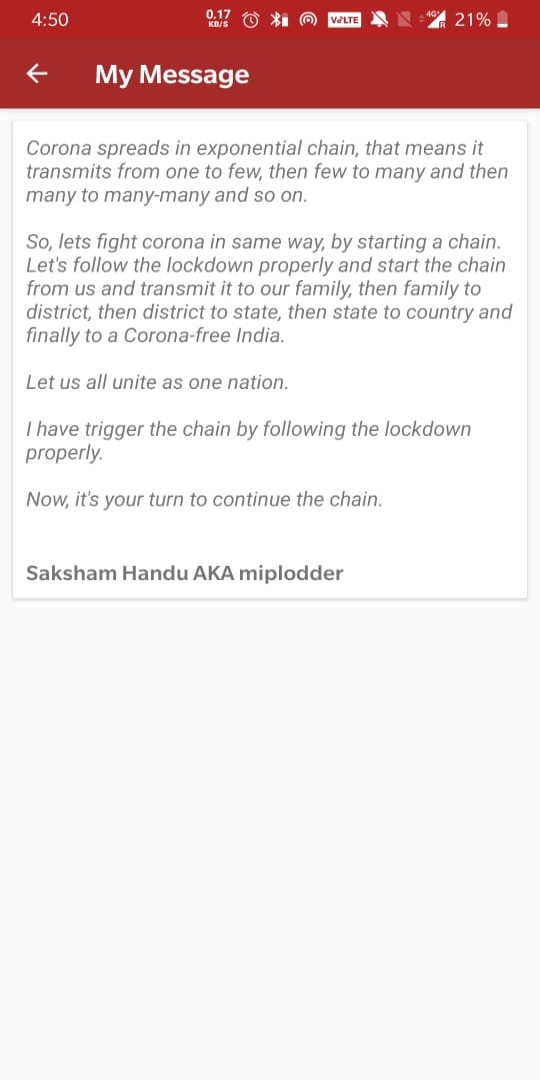 4:50 0.17 KB/S VoLTE 4G+ R 21%
My Message
Corona spreads in exponential chain, that means it
transmits from one to few, then few to many and then
many to many-many and so on.
So, lets fight corona in same way, by starting a chain.
Let's follow the lockdown properly and start the chain
from us and transmit it to our family, then family to
district, then district to state, then state to country and
finally to a Corona-free India.
Let us all unite as one nation.
I have trigger the chain by following the lockdown
properly.
Now, it's your turn to continue the chain.
Saksham Handu AKA miplodder